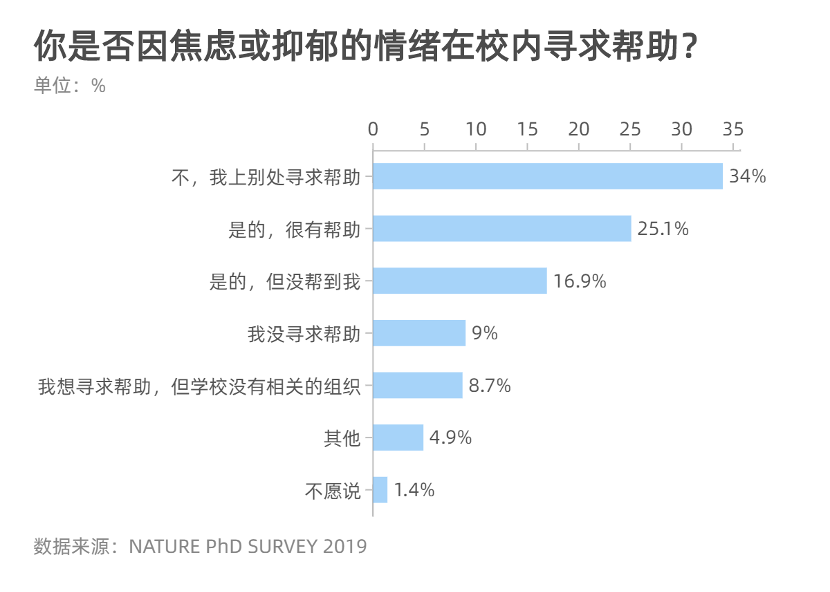 你是否因焦虑或抑郁的情绪在校内寻求帮助？
单位：%
0 5 10 15 20 25 30 35
不，我上别处寻求帮助 34%
是的，很有帮助 25.1%
是的，但没帮到我 16.9%
我没寻求帮助 9%
我想寻求帮助，但学校没有相关的组织 8.7%
其他 4.9%
不愿说 1.4%
数据来源：NATURE PhD SURVEY 2019